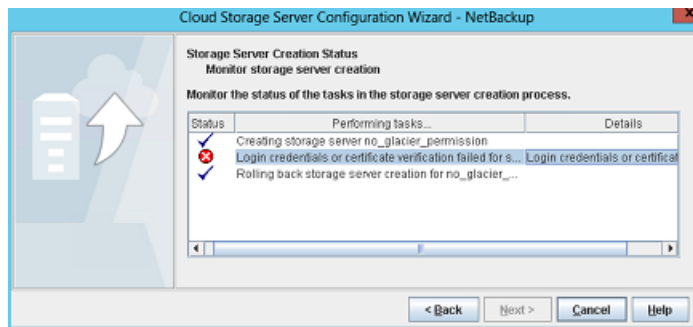 Cloud Storage Server Configuration Wizard - NetBackup
x
Storage Server Creation Status
Monitor storage server creation
Monitor the status of the tasks in the storage server creation process.
Status Performing tasks... Details
Creating storage server no_glacier_permission
Login credentials or certificate verification failed for s... Login credentials or certificat
Rolling back storage server creation for no_glacier_...
< Back Next > Cancel Help